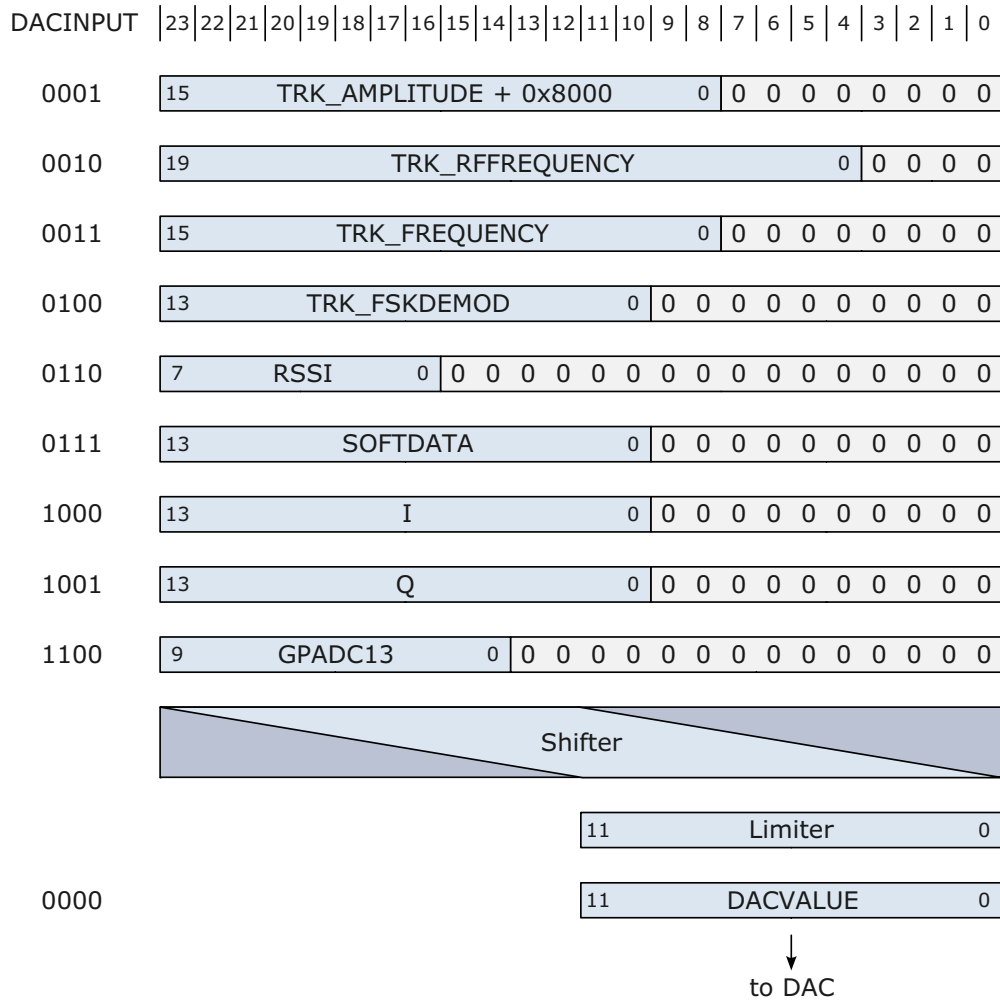 DACINPUT 23 22 21 20 19 18 17 16 15 14 13 12 11 10 9 8 7 6 5 4 3 2 1 0
0001 15 TRK_AMPLITUDE + 0x8000 0 0 0 0 0 0 0 0 0
0010 19 TRK_RFFREQUENCY 0 0 0 0 0
0011 15 TRK_FREQUENCY 0 0 0 0 0 0 0 0 0
0100 13 TRK_FSKDEMOD 0 0 0 0 0 0 0 0 0 0 0
0110 7 RSSI 0 0 0 0 0 0 0 0 0 0 0 0 0 0 0 0 0
0111 13 SOFTDATA 0 0 0 0 0 0 0 0 0 0 0
1000 13 I 0 0 0 0 0 0 0 0 0 0 0
1001 13 Q 0 0 0 0 0 0 0 0 0 0 0
1100 9 GPADC13 0 0 0 0 0 0 0 0 0 0 0 0 0 0 0
Shifter
11 Limiter 0
0000 11 DACVALUE 0
to DAC